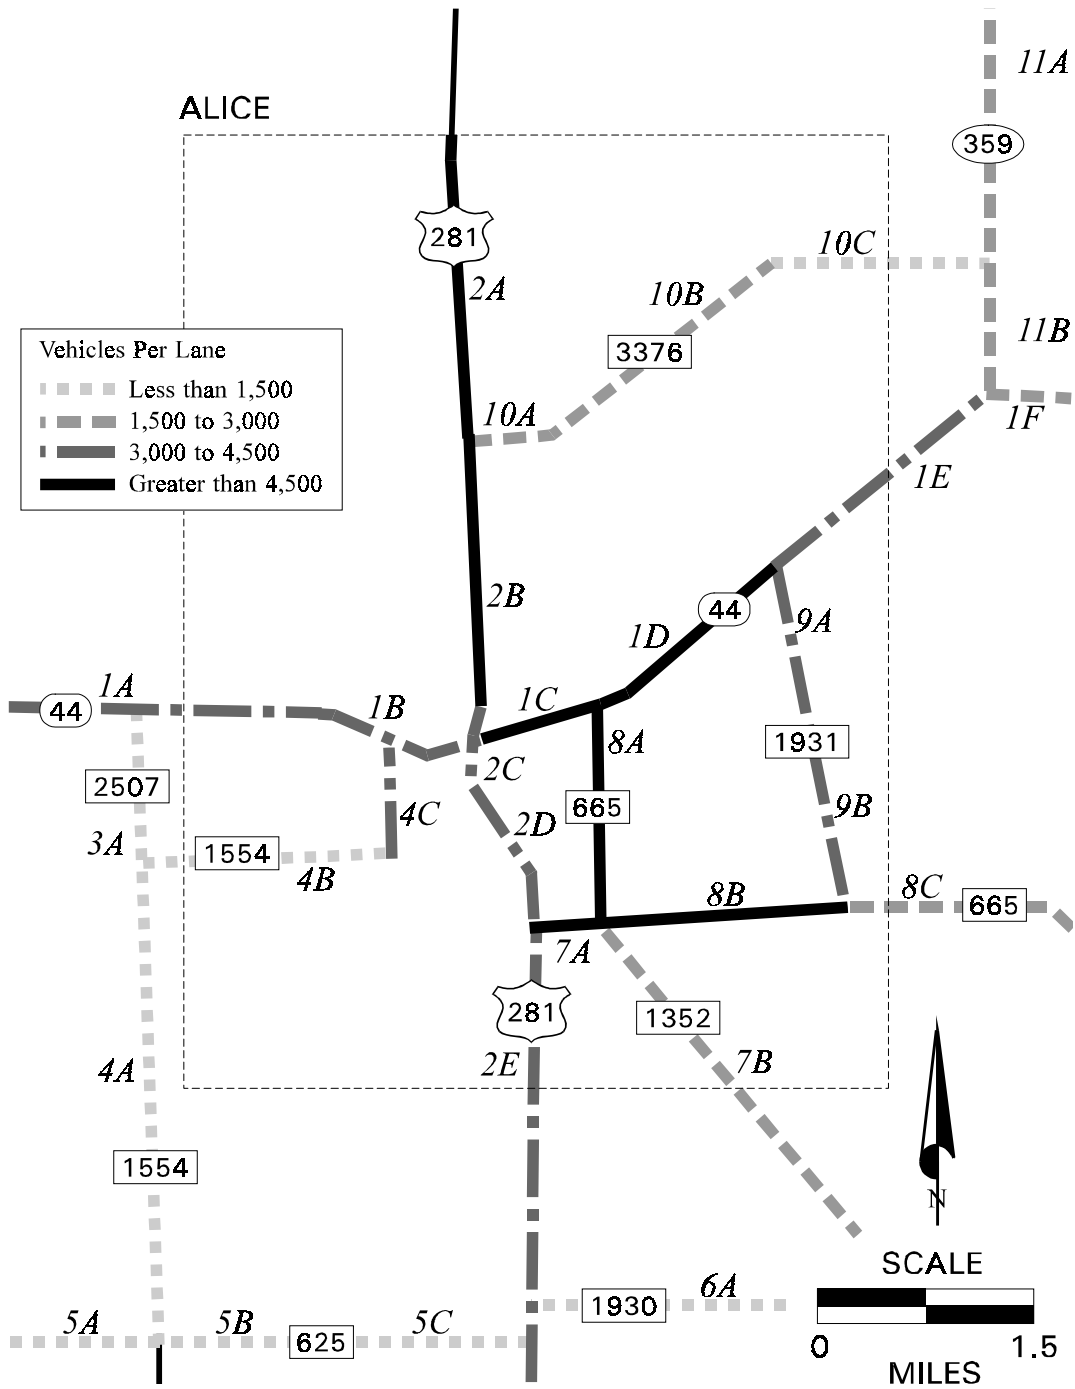 11A
ALICE
359
281
10C
2A
10B
11B
Vehicles Per Lane
3376
Less than 1,500
10A
1F
1,500 to 3,000
3,000 to 4,500
Greater than 4,500
1E
2B
44
9A
1D
1A
1C
44
1B
8A
1931
2C
2507
665
9B
4C
2D
3A
1554
4B
8C
8B
665
7A
281
1352
2E
7B
4A
1554
N
SCALE
6A
1930
5A
5B
5C
625
0
1.5
MILES